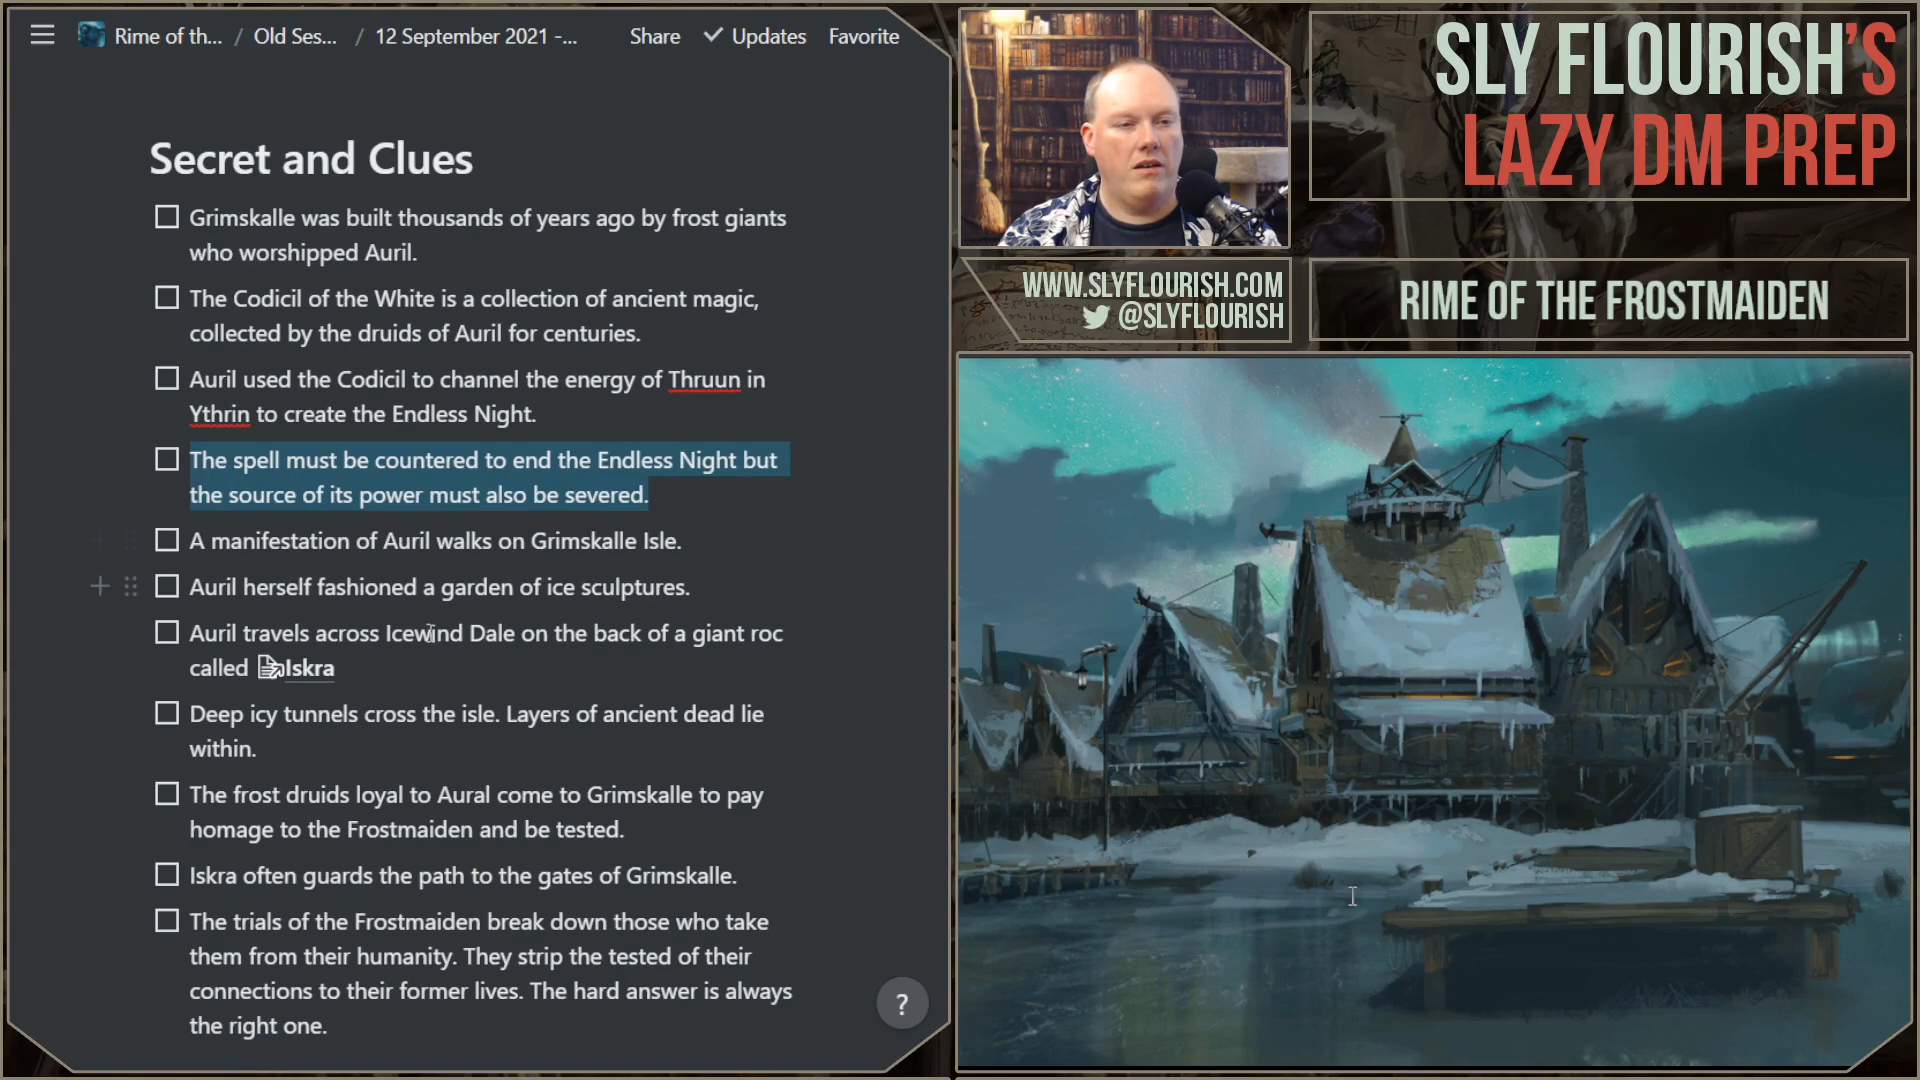 Rime of th... / Old Ses... / 12 September 2021 -...
Share Updates Favorite
Secret and Clues
Grimskalle was built thousands of years ago by frost giants
who worshipped Auril.
The Codicil of the White is a collection of ancient magic,
collected by the druids of Auril for centuries.
Auril used the Codicil to channel the energy of Thruun in
Ythrin to create the Endless Night.
The spell must be countered to end the Endless Night but
the source of its power must also be severed.
A manifestation of Auril walks on Grimskalle Isle.
Auril herself fashioned a garden of ice sculptures.
Auril travels across Icewind Dale on the back of a giant roc
called Iskra
Deep icy tunnels cross the isle. Layers of ancient dead lie
within.
The frost druids loyal to Aural come to Grimskalle to pay
homage to the Frostmaiden and be tested.
Iskra often guards the path to the gates of Grimskalle.
The trials of the Frostmaiden break down those who take
them from their humanity. They strip the tested of their
connections to their former lives. The hard answer is always
the right one.
?
WWW.SLYFLOURISH.COM
@SLYFLOURISH
SLY FLOURISH'S
LAZY DM PREP
RIME OF THE FROSTMAIDEN